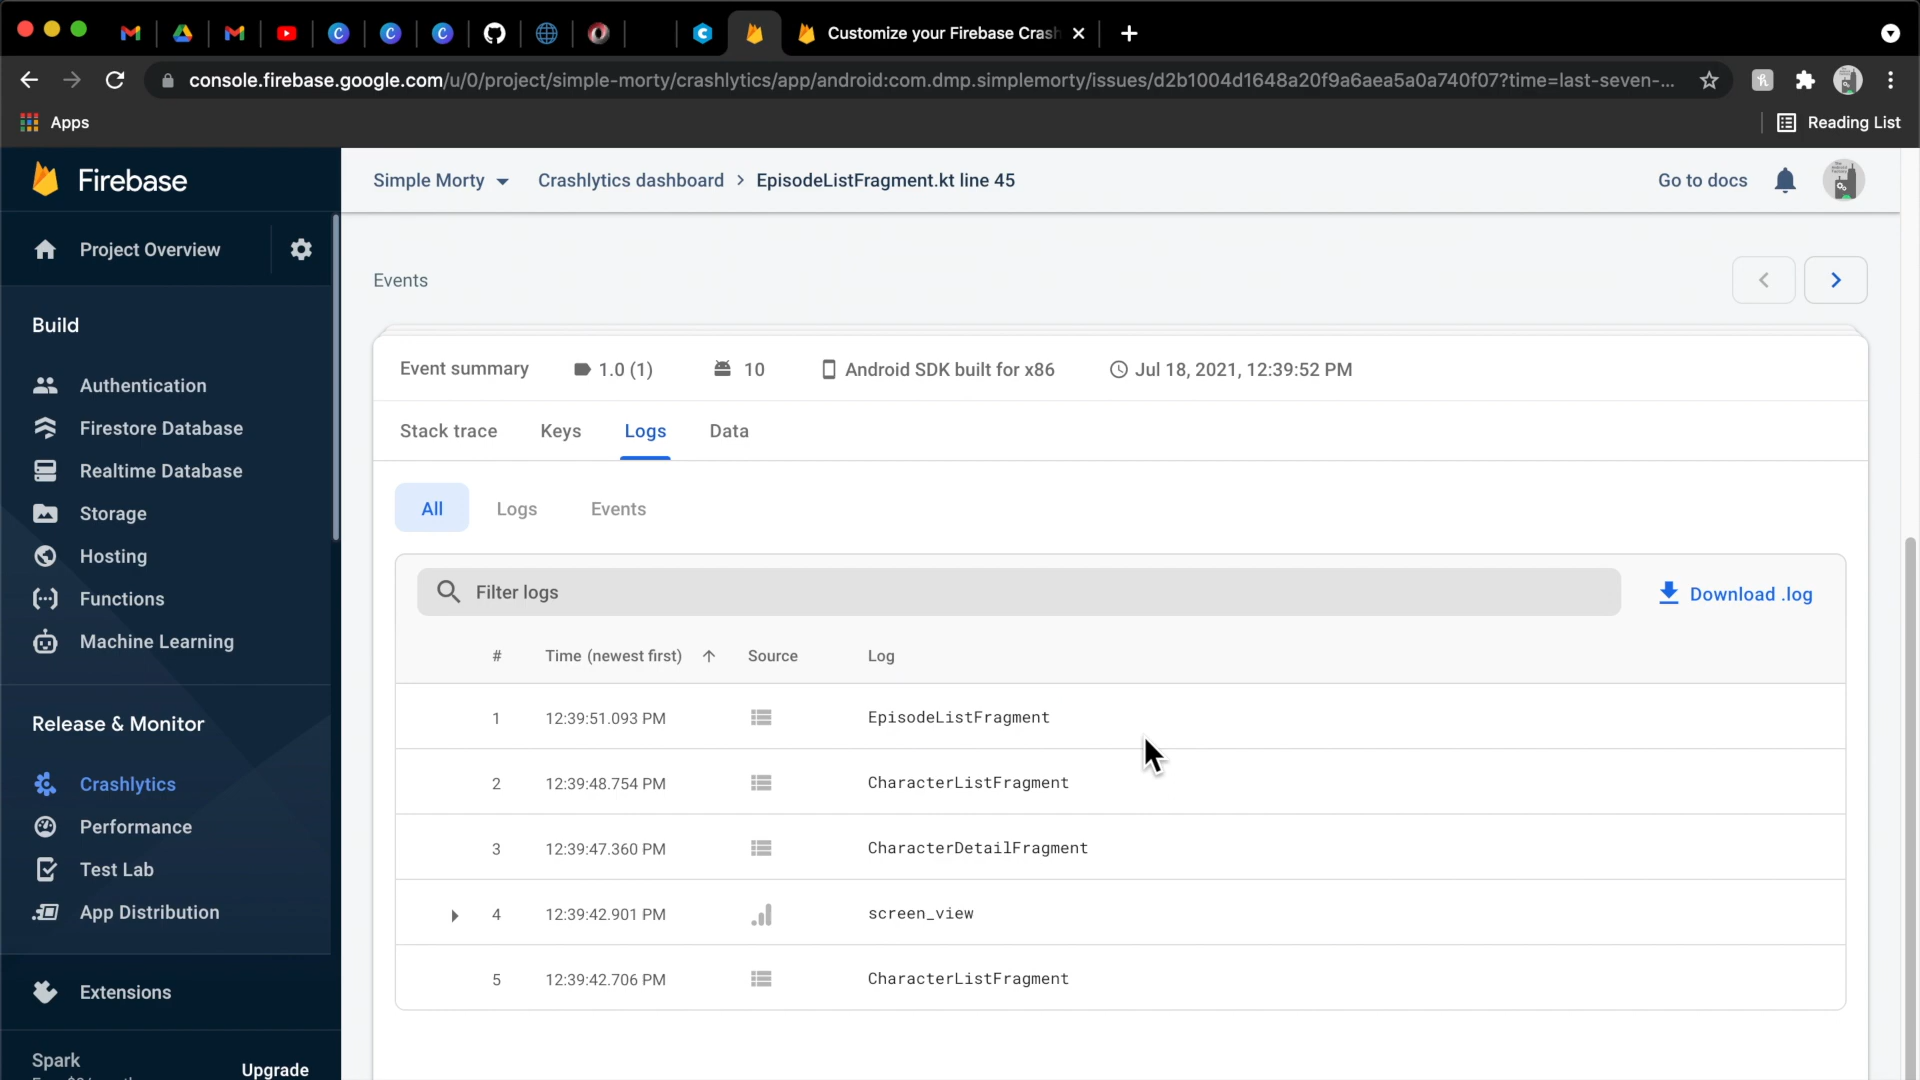 Customize your Firebase Crash
console.firebase.google.com/u/0/project/simple-morty/crashlytics/app/android:com.dmp.simplemorty/issues/d2b1004d1648a20f9a6aea5a0a740f07?time=last-seven-...
Apps
Reading List
Firebase
Simple Morty
Crashlytics dashboard > EpisodeListFragment.kt line 45
Go to docs
Project Overview
Build
Authentication
Firestore Database
Realtime Database
Storage
Hosting
Functions
Machine Learning
Release & Monitor
Crashlytics
Performance
Test Lab
App Distribution
Extensions
Spark
Upgrade
Events
Event summary 1.0 (1) 10 Android SDK built for x86 Jul 18, 2021, 12:39:52 PM
Stack trace Keys Logs Data
All Logs Events
Filter logs
Download .log
# Time (newest first) Source Log
1 12:39:51.093 PM EpisodeListFragment
2 12:39:48.754 PM CharacterListFragment
3 12:39:47.360 PM CharacterDetailFragment
4 12:39:42.901 PM screen_view
5 12:39:42.706 PM CharacterListFragment